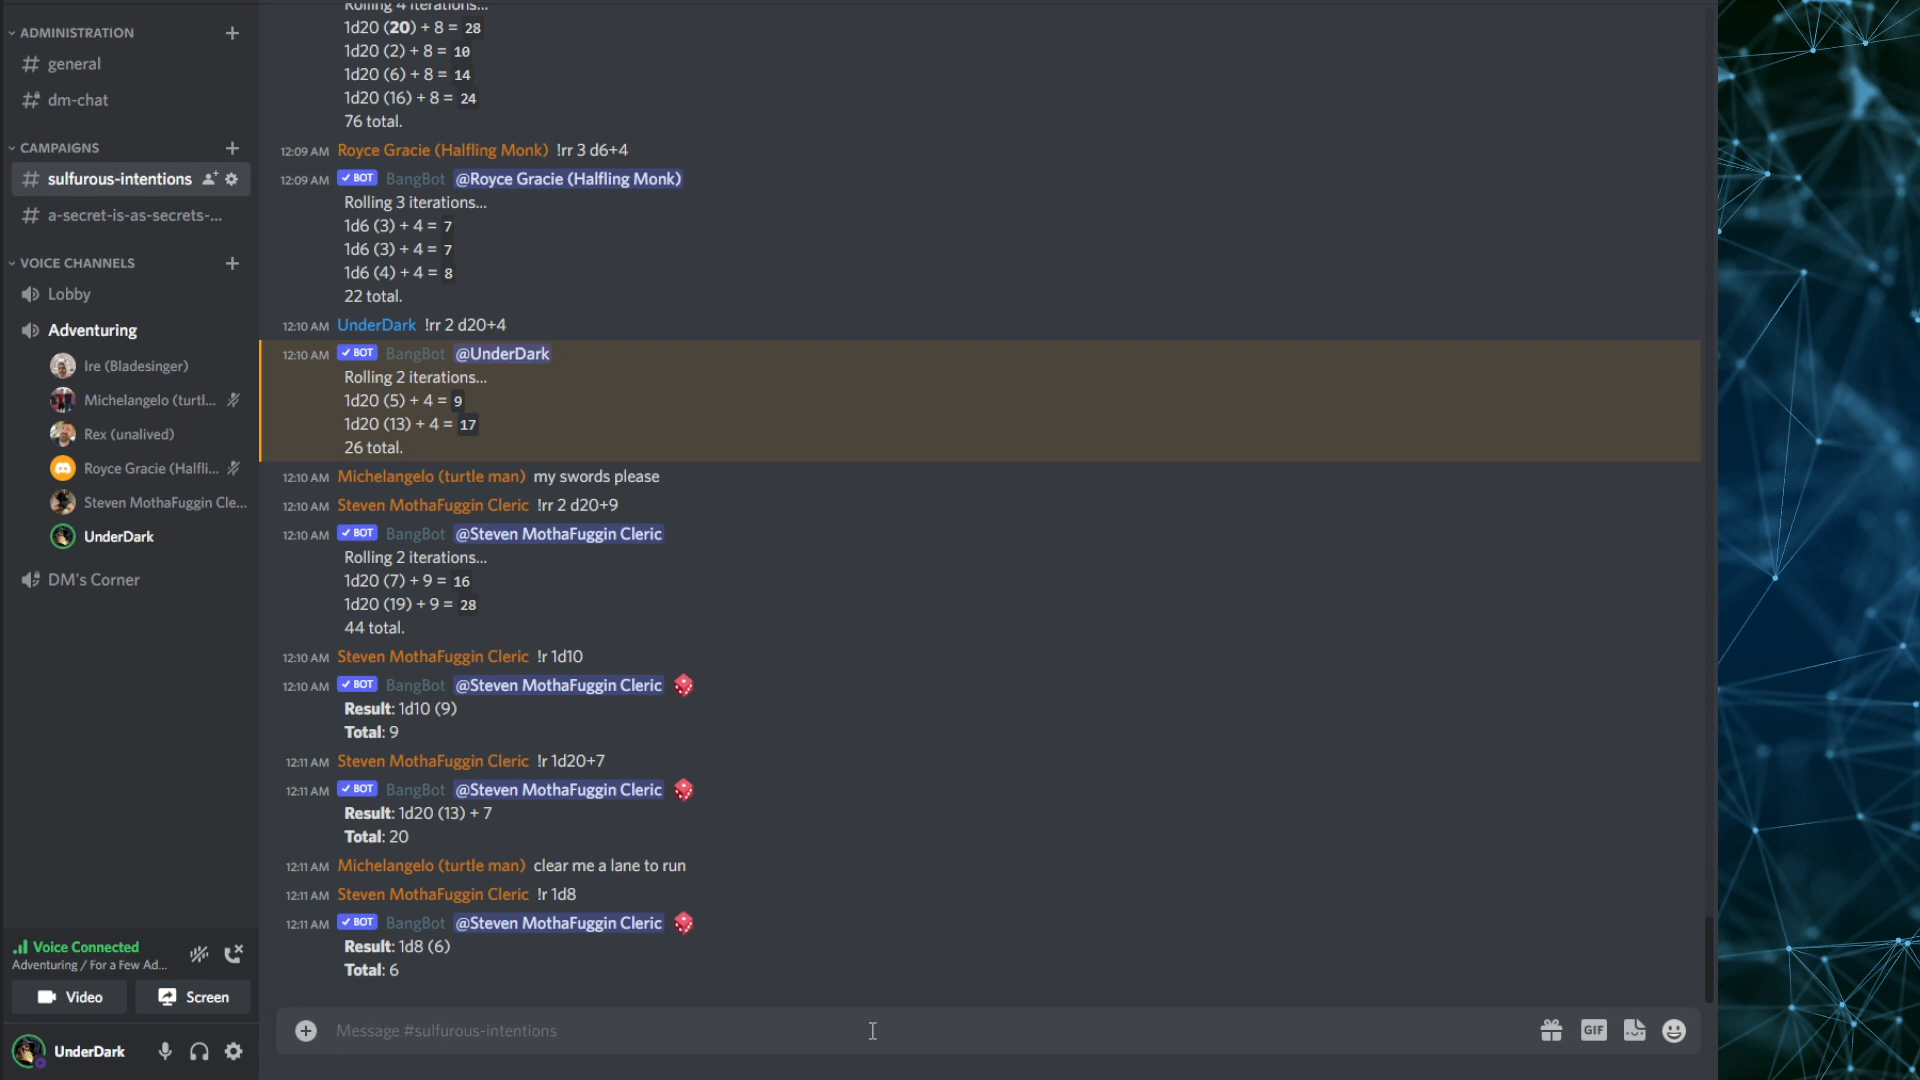 ADMINISTRATION
general
dm-chat
CAMPAIGNS
sulfurous-intentions
a-secret-is-as-secrets-...
VOICE CHANNELS
Lobby
Adventuring
Ire (Bladesinger)
Michelangelo (turtl...
Rex (unalived)
Royce Gracie (Halfli...
Steven MothaFuggin Cle...
UnderDark
DM's Corner
Voice Connected
Adventuring / For a Few Ad...
Video Screen
UnderDark
Rolling 4 iterations...
1d20 (20) + 8 = 28
1d20 (2) + 8 = 10
1d20 (6) + 8 = 14
1d20 (16) + 8 = 24
76 total.
12:09 AM Royce Gracie (Halfling Monk) !rr 3 d6+4
12:09 AM BOT BangBot @Royce Gracie (Halfling Monk)
Rolling 3 iterations...
1d6 (3) + 4 = 7
1d6 (3) + 4 = 7
1d6 (4) + 4 = 8
22 total.
12:10 AM UnderDark !rr 2 d20+4
12:10 AM BOT BangBot @UnderDark
Rolling 2 iterations...
1d20 (5) + 4 = 9
1d20 (13) + 4 = 17
26 total.
12:10 AM Michelangelo (turtle man) my swords please
12:10 AM Steven MothaFuggin Cleric !rr 2 d20+9
12:10 AM BOT BangBot @Steven MothaFuggin Cleric
Rolling 2 iterations...
1d20 (7) + 9 = 16
1d20 (19) + 9 = 28
44 total.
12:10 AM Steven MothaFuggin Cleric !r 1d10
12:10 AM BOT BangBot @Steven MothaFuggin Cleric
Result: 1d10 (9)
Total: 9
12:11 AM Steven MothaFuggin Cleric !r 1d20+7
12:11 AM BOT BangBot @Steven MothaFuggin Cleric
Result: 1d20 (13) + 7
Total: 20
12:11 AM Michelangelo (turtle man) clear me a lane to run
12:11 AM Steven MothaFuggin Cleric !r 1d8
12:11 AM BOT BangBot @Steven MothaFuggin Cleric
Result: 1d8 (6)
Total: 6
Message #sulfurous-intentions
GIF